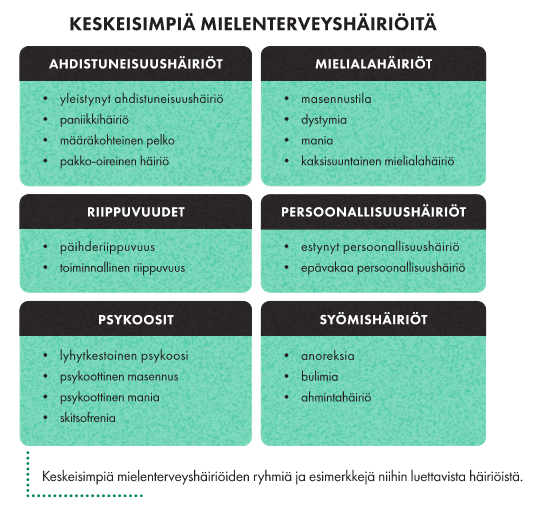 KESKEISIMPIÄ MIELENTERVEYSHÄIRIÖITÄ
AHDISTUNEISUUSHÄIRIÖT
• yleistynyt ahdistuneisuushäiriö
• paniikkihäiriö
• määräkohteinen pelko
• pakko-oireinen häiriö
MIELIALAHÄIRIÖT
• masennustila
• dystymia
• mania
• kaksisuuntainen mielialahäiriö
RIIPPUVUUDET
• päihderiippuvuus
• toiminnallinen riippuvuus
PERSOONALLISUUSHÄIRIÖT
• estynyt persoonallisuushäiriö
• epävakaa persoonallisuushäiriö
PSYKOOSIT
• lyhytkestoinen psykoosi
• psykoottinen masennus
• psykoottinen mania
• skitsofrenia
SYÖMISHÄIRIÖT
• anoreksia
• bulimia
• ahmintahäiriö
Keskeisimpiä mielenterveyshäiriöiden ryhmiä ja esimerkkejä niihin luettavista häiriöistä.